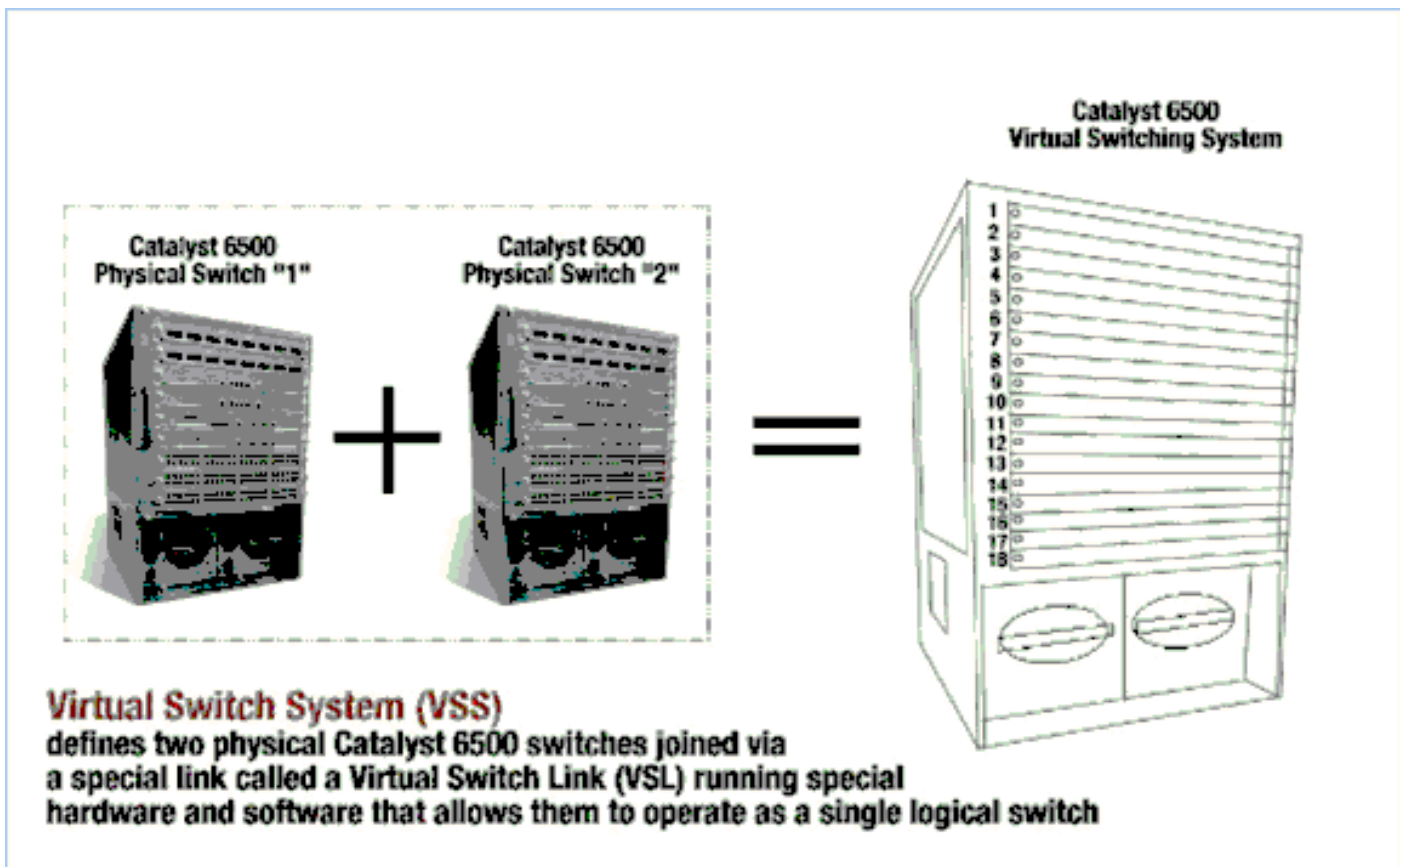 Catalyst 6500
Virtual Switching System
Catalyst 6500
Physical Switch "1"
Catalyst 6500
Physical Switch "2"
1
2
3
4
5
6
7
8
9
10
11
12
13
14
15
16
17
18
Virtual Switch System (VSS)
defines two physical Catalyst 6500 switches joined via
a special link called a Virtual Switch Link (VSL) running special
hardware and software that allows them to operate as a single logical switch